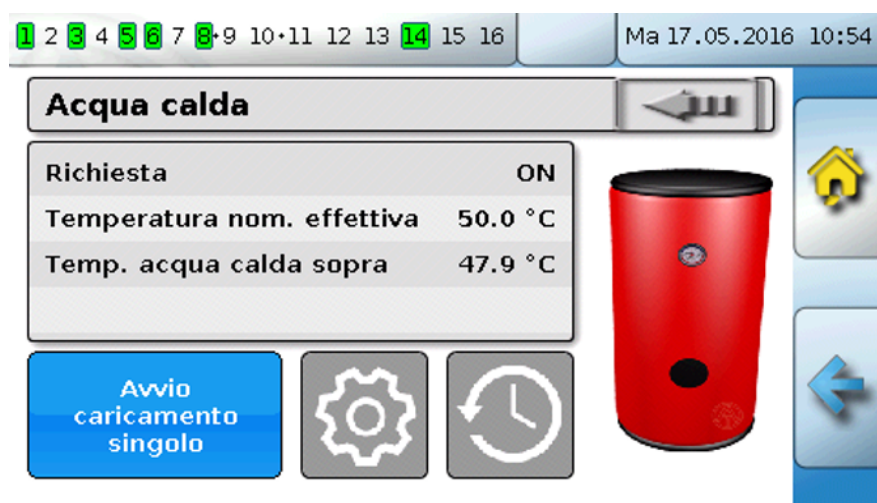 1 2 3 4 5 6 7 8•9 10•11 12 13 14 15 16 Ma 17.05.2016 10:54
Acqua calda
Richiesta ON
Temperatura nom. effettiva 50.0 °C
Temp. acqua calda sopra 47.9 °C
Avvio
caricamento
singolo